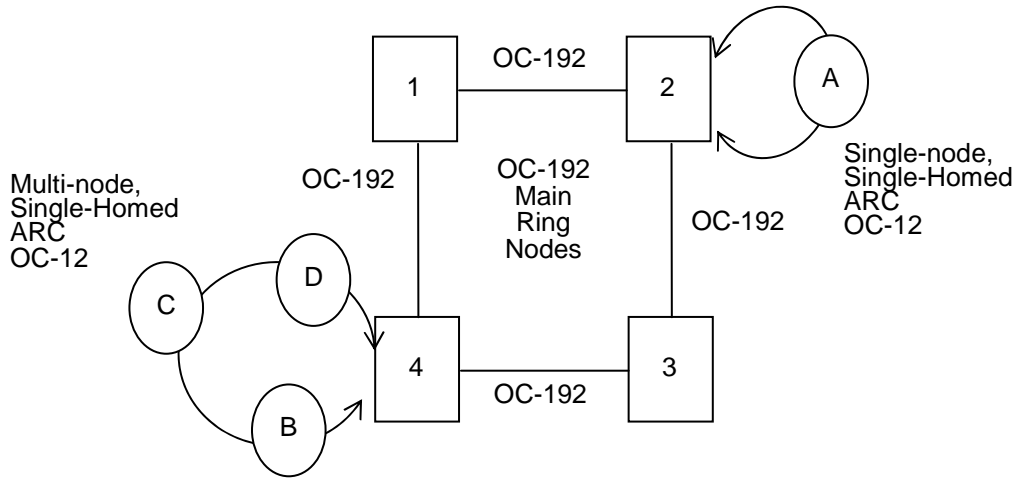 OC-192
1
2
A
OC-192
OC-192
Main
Ring
Nodes
Single-node,
Single-Homed
ARC
OC-12
Multi-node,
Single-Homed
ARC
OC-12
OC-192
C
D
4
3
OC-192
B